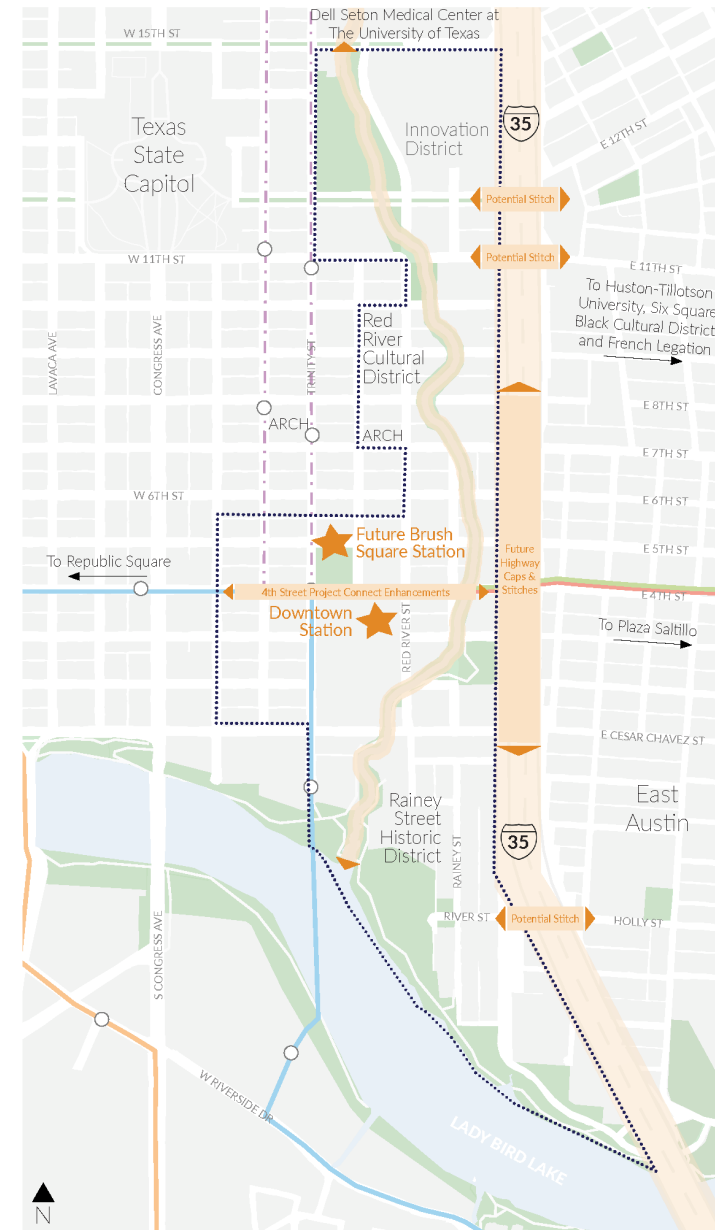 Dell Seton Medical Center at
The University of Texas
W 15TH ST
35
Innovation
District
E 12TH ST
Texas
State
Capitol
Potential Stitch
W 11TH ST
Potential Stitch
E 11TH ST
To Huston-Tillotson
University, Six Square
Black Cultural District
and French Legation
LAVACA AVE
CONGRESS AVE
TRINITY ST
Red
River
Cultural
District
E 8TH ST
ARCH
ARCH
E 7TH ST
W 6TH ST
E 6TH ST
Future Brush
Square Station
E 5TH ST
To Republic Square
Future
Highway
Caps &
Stitches
4th Street Project Connect Enhancements
E 4TH ST
Downtown
Station
RED RIVER ST
To Plaza Saltillo
E CESAR CHAVEZ ST
Rainey
Street
Historic
District
RAINEY ST
East
Austin
35
RIVER ST
Potential Stitch
HOLLY ST
S CONGRESS AVE
W RIVERSIDE DR
LADY BIRD LAKE
N